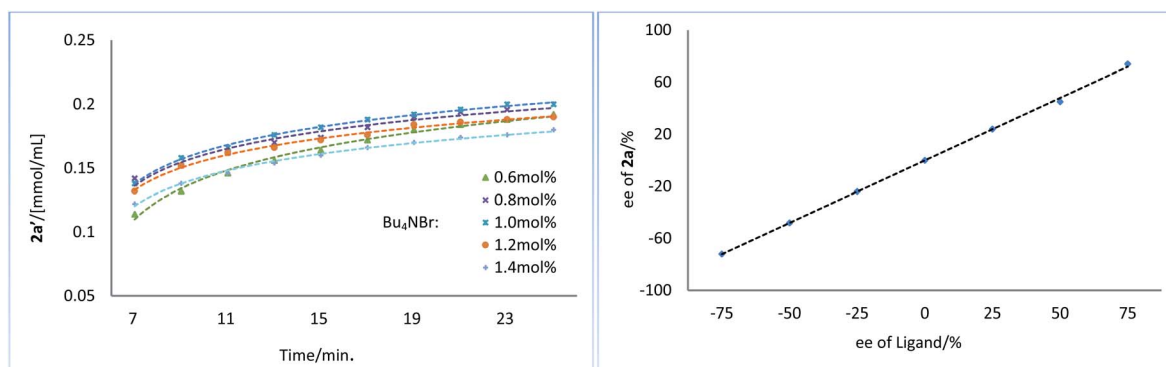 0.25
0.2
0.15
0.1
0.05
2a'/[mmol/mL]
7 11 15 19 23
Time/min.
Bu4NBr:
0.6mol%
0.8mol%
1.0mol%
1.2mol%
1.4mol%
100
60
20
-20
-60
-100
ee of 2a/%
-75 -50 -25 0 25 50 75
ee of Ligand/%